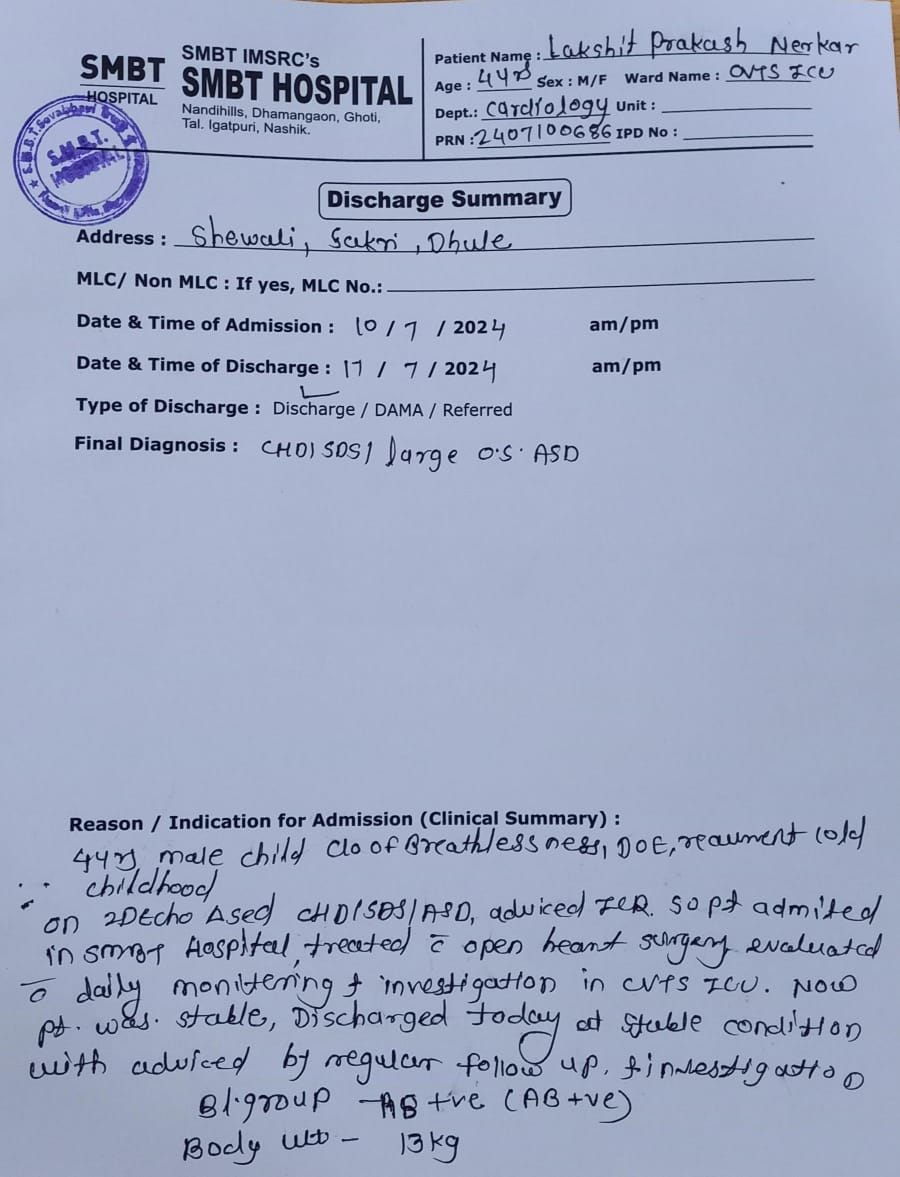 SMBT
HOSPITAL
SMBT IMSRC's
SMBT HOSPITAL
Nandihills, Dhamangaon, Ghoti,
Tal. Igatpuri, Nashik.
Patient Name : Lakshit Prakash Nerkar
Age : 4yrs Sex : M/F Ward Name : CVTS ICU
Dept.: Cardiology Unit :
PRN : 2407100686 IPD No :
S.M.B.T.
HOSPITAL
Discharge Summary
Address : Shewali, Sakri, Dhule
MLC/ Non MLC : If yes, MLC No.:
Date & Time of Admission : 10 / 7 / 2024 am/pm
Date & Time of Discharge : 17 / 7 / 2024 am/pm
Type of Discharge : Discharge / DAMA / Referred
Final Diagnosis : CHD/SDS/ large O.S. ASD
Reason / Indication for Admission (Clinical Summary) :
male child c/o of Breathlessness, DOE, recurrent cold
childhood
on 2DEcho CHD/SDS/ASD, adviced ICR. so pt admited
in SMBT Hospital, treated c̄ open heart surgery evaluated
c̄ daily monitering & investigation in CVTS ICU. Now
pt. was. stable, Discharged today at stable condition
with adviced by regular follow up. & investigation
Bl.group - AB +ve (AB+ve)
Body wt - 13kg